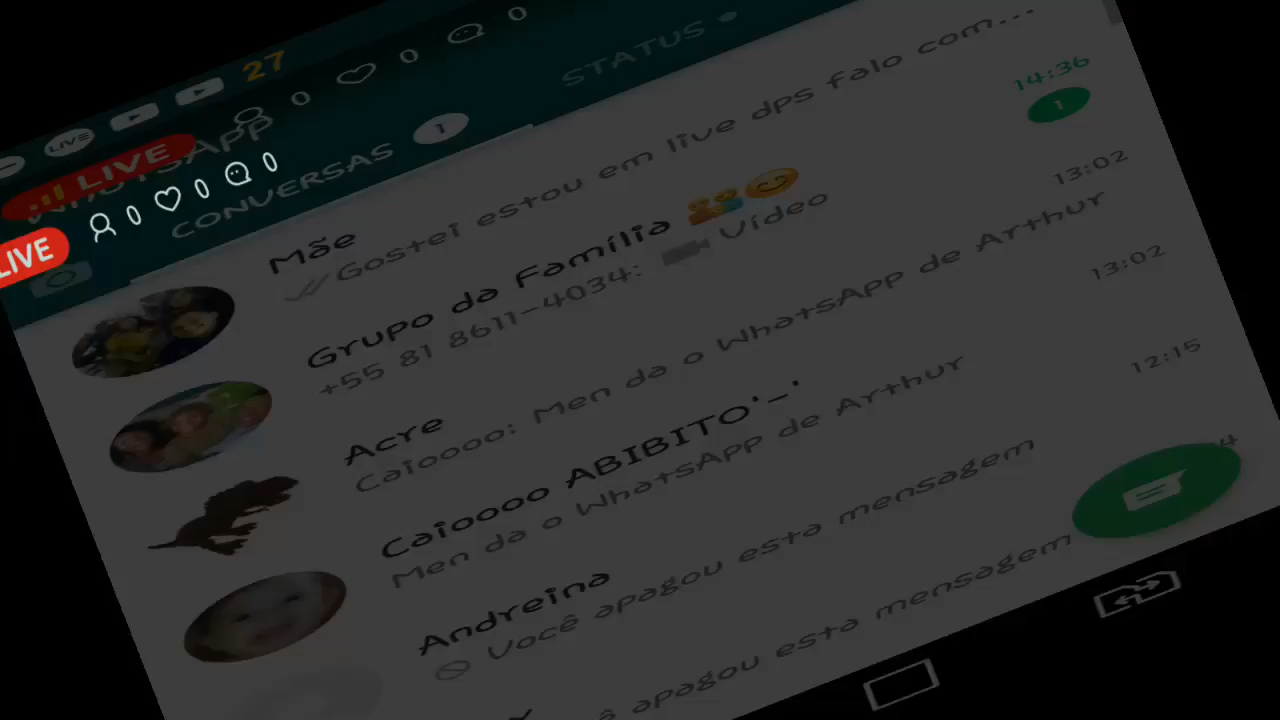 27
LIVE
0 0 0
LIVE
WHATSAPP
LIVE
0 0 0
CONVERSAS 1
STATUS
Mãe
Gostei estou em live dps falo com...
14:36
1
Grupo da Família
+55 81 8611-4034: Vídeo
13:02
Acre
Caioooo: Men da o WhatsApp de Arthur
13:02
Caioooo ABIBITO'-'
Men da o WhatsApp de Arthur
12:15
Andreina
Você apagou esta mensagem
4
ê apagou esta mensagem